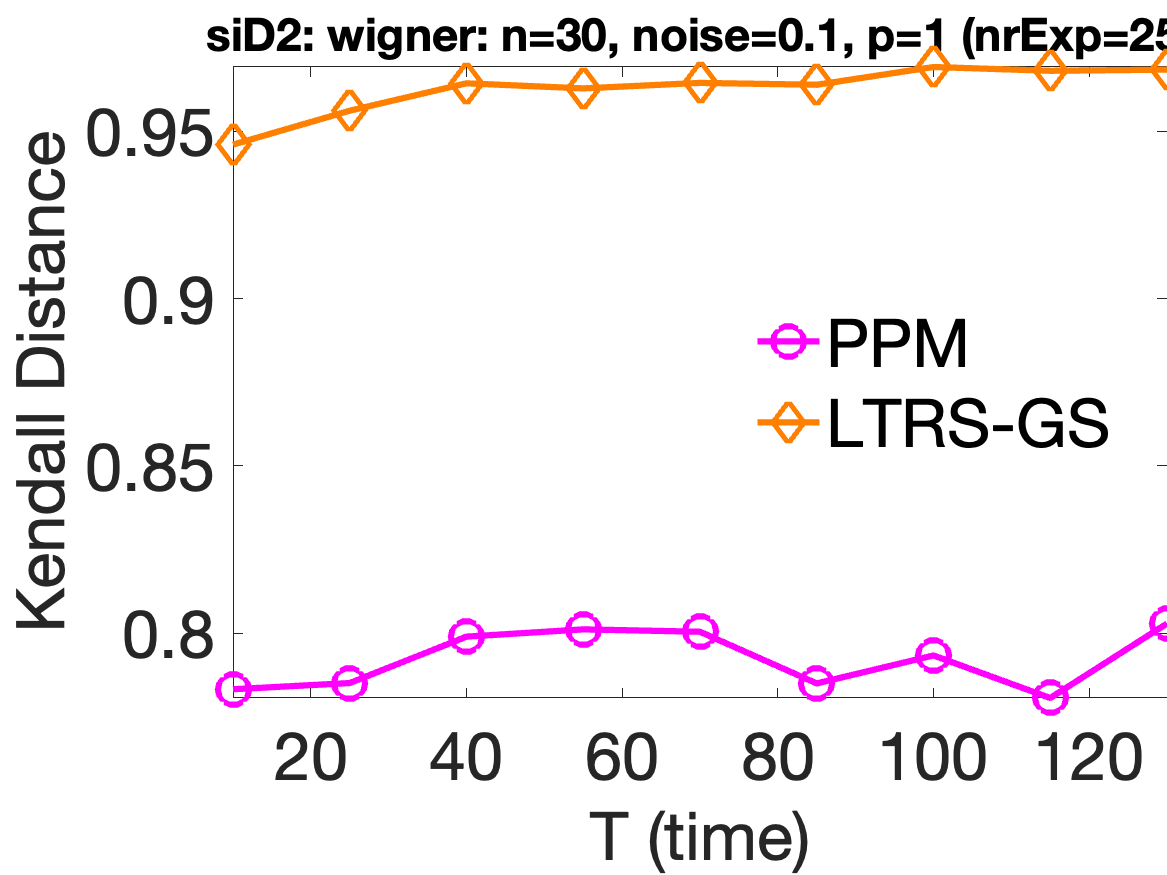 siD2: wigner: n=30, noise=0.1, p=1 (nrExp=25
Kendall Distance
0.95
0.9
0.85
0.8
PPM
LTRS-GS
20 40 60 80 100 120
T (time)